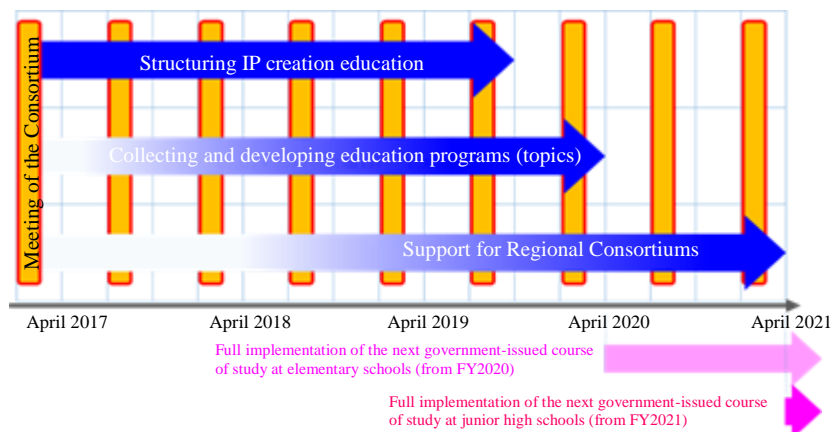 Meeting of the Consortium
Structuring IP creation education
Collecting and developing education programs (topics)
Support for Regional Consortiums
April 2017
April 2018
April 2019
April 2020
April 2021
Full implementation of the next government-issued course
of study at elementary schools (from FY2020)
Full implementation of the next government-issued course
of study at junior high schools (from FY2021)